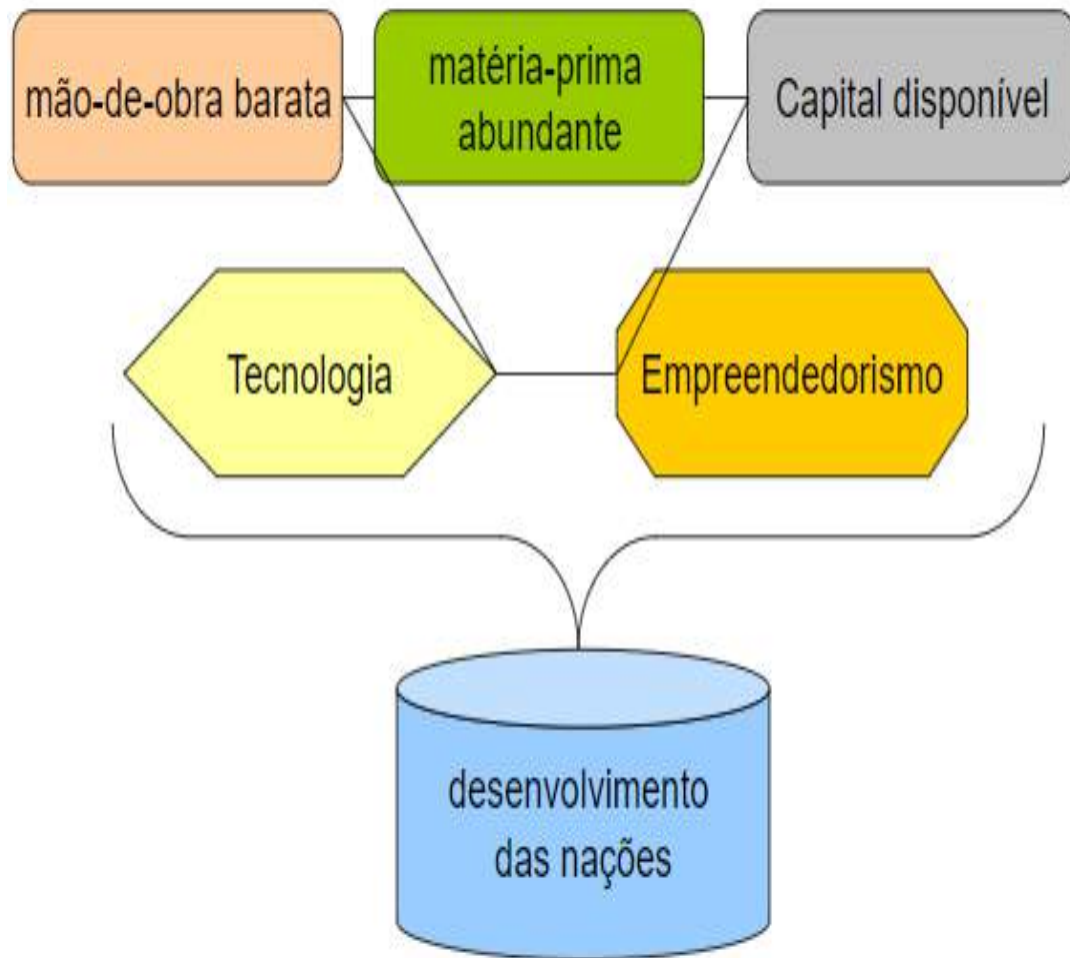 mão-de-obra barata
matéria-prima
abundante
Capital disponível
Tecnologia
Empreendedorismo
desenvolvimento
das nações